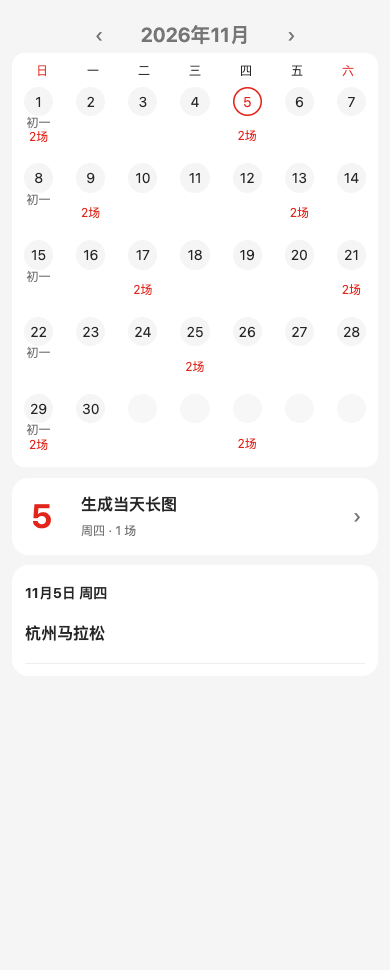 ‹ 2026年11月 ›
日 一 二 三 四 五 六
1 2 3 4 5 6 7
初一
2场 2场
8 9 10 11 12 13 14
初一
2场 2场
15 16 17 18 19 20 21
初一
2场 2场
22 23 24 25 26 27 28
初一
2场
29 30
初一
2场 2场
5 生成当天长图 ›
周四 · 1 场
11月5日 周四
杭州马拉松